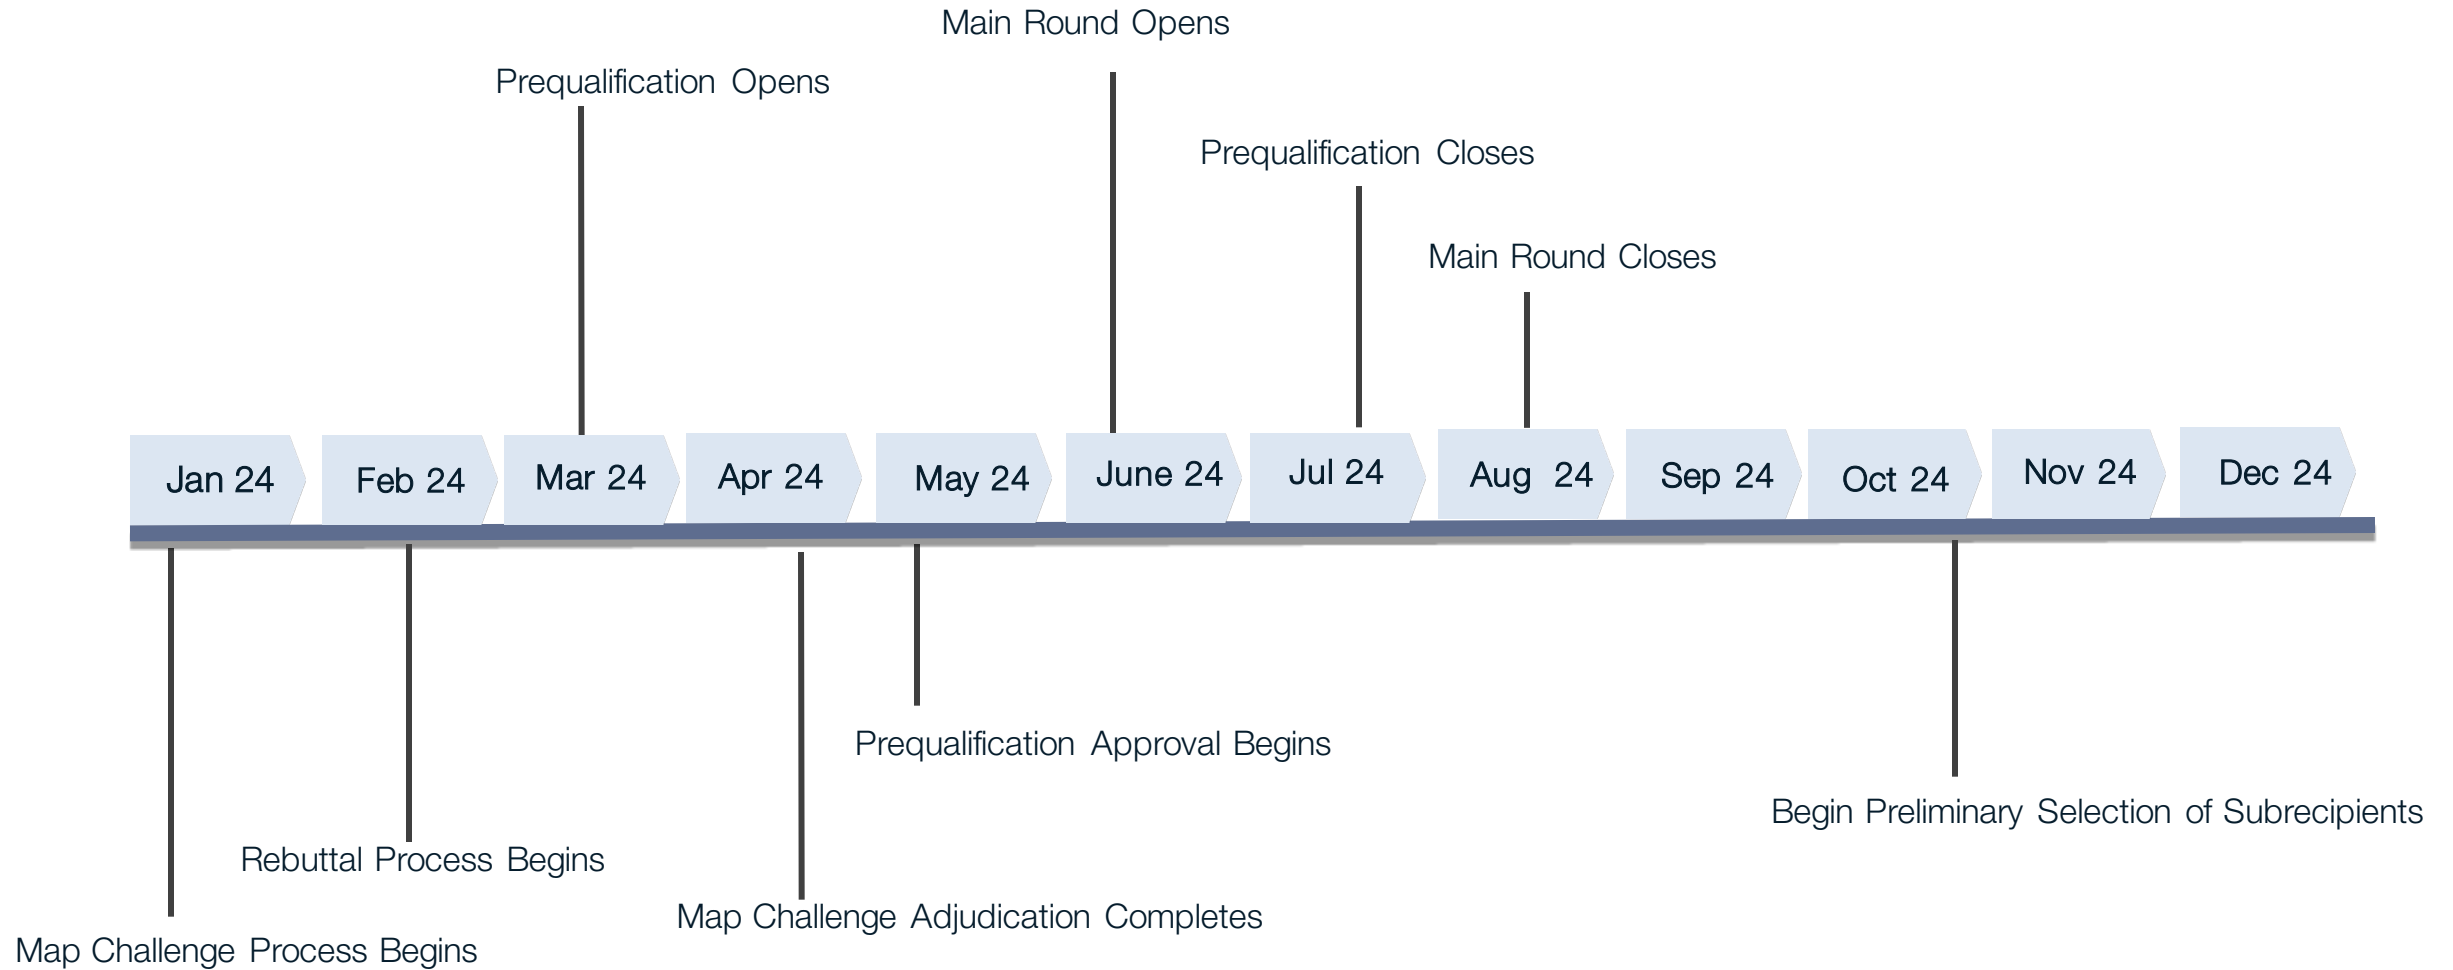 Main Round Opens
Prequalification Opens
Prequalification Closes
Main Round Closes
Jan 24
Feb 24
Mar 24
Apr 24
May 24
June 24
Jul 24
Aug 24
Sep 24
Oct 24
Nov 24
Dec 24
Prequalification Approval Begins
Begin Preliminary Selection of Subrecipients
Rebuttal Process Begins
Map Challenge Adjudication Completes
Map Challenge Process Begins